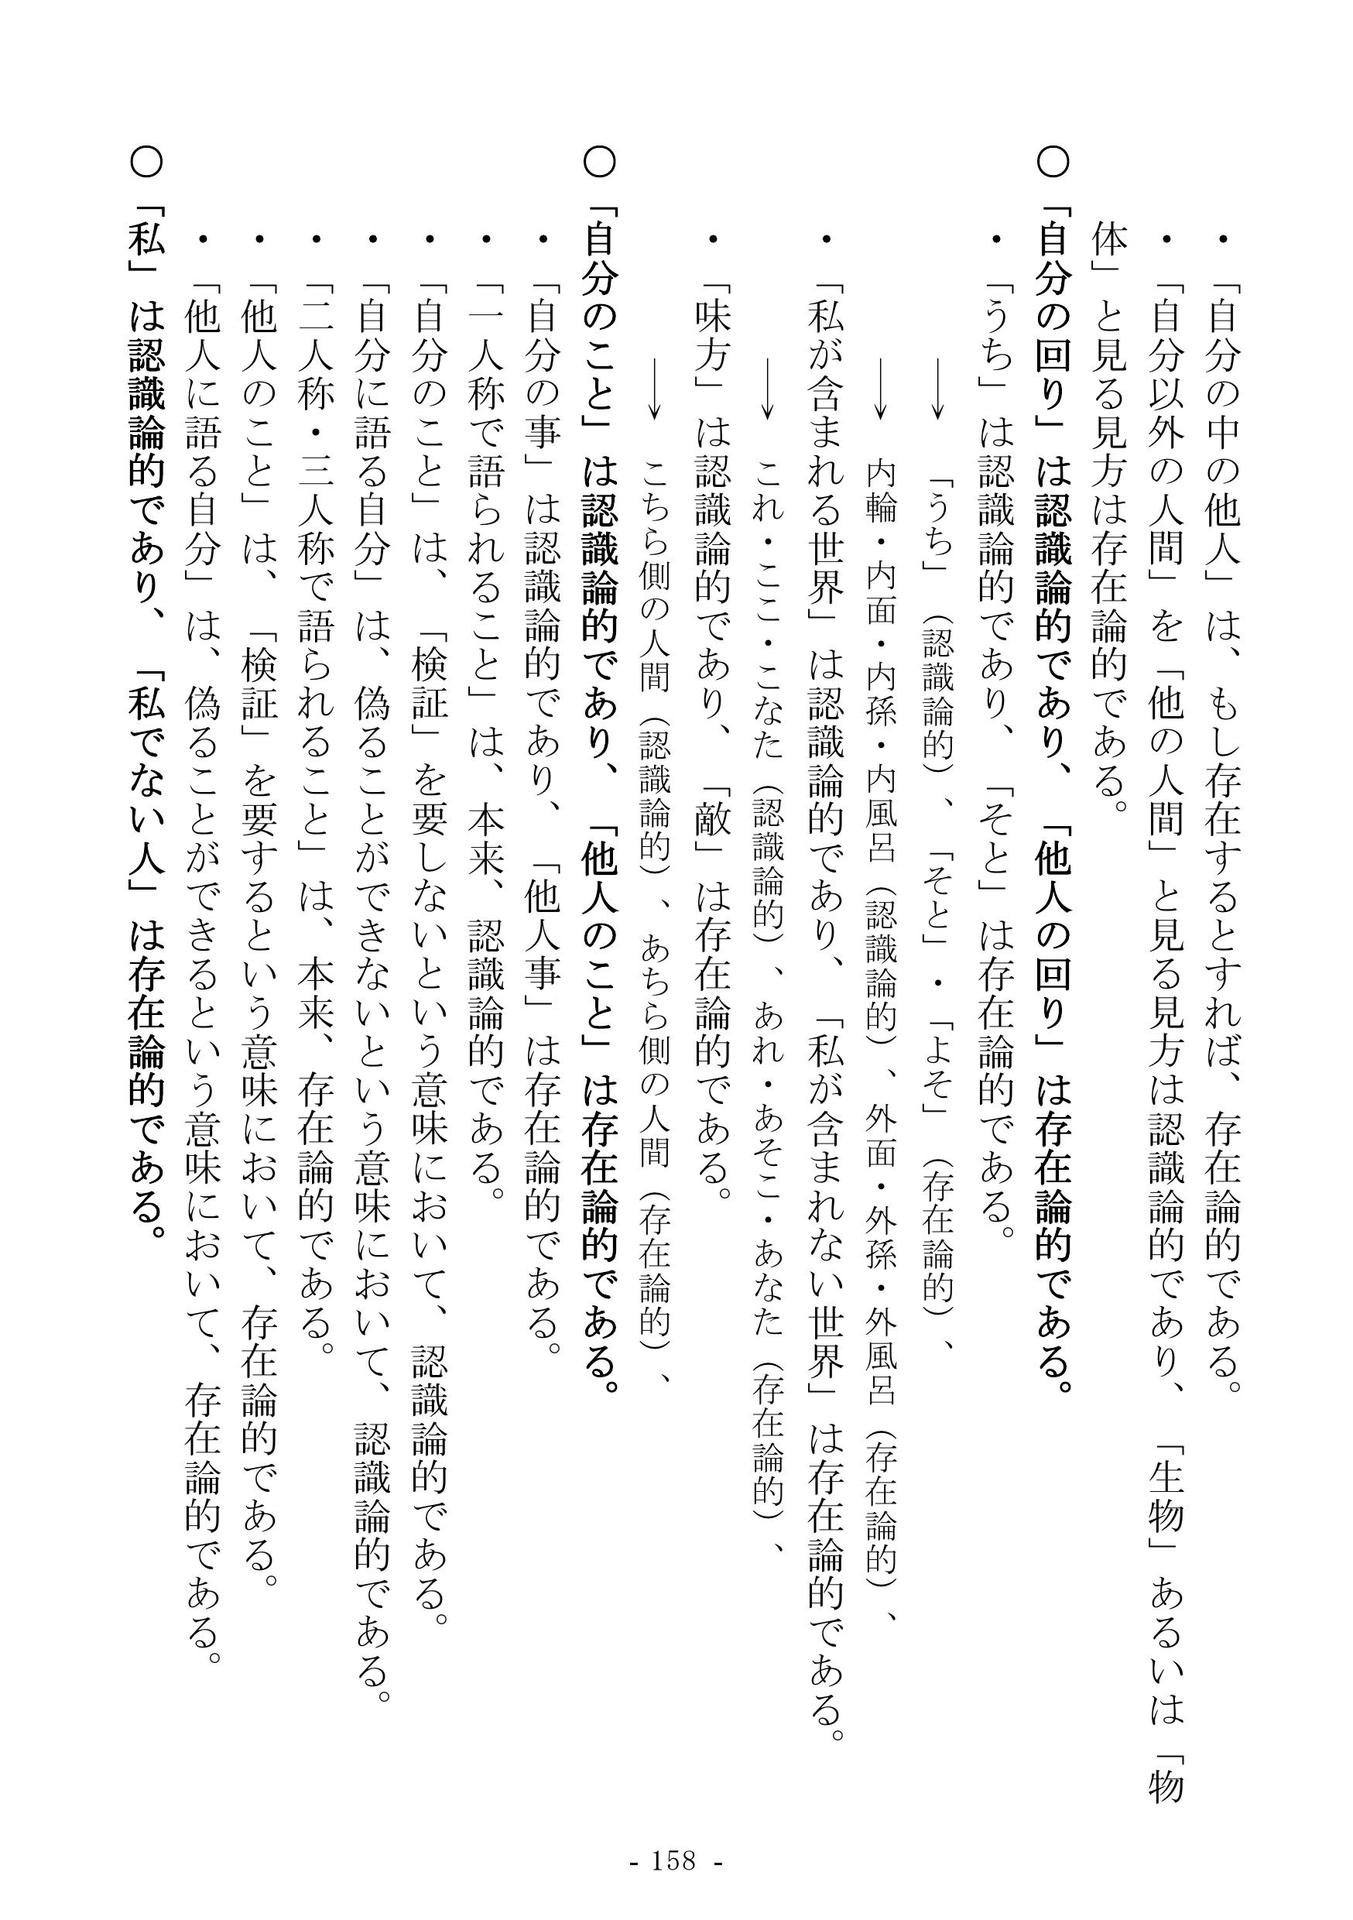 ・「自分の中の他人」は、もし存在するとすれば、存在論的である。
・「自分以外の人間」を「他の人間」と見る見方は認識論的であり、「生物」あるいは「物
体」と見る見方は存在論的である。
○「自分の回り」は認識論的であり、「他人の回り」は存在論的である。
・「うち」は認識論的であり、「そと」は存在論的である。
→「うち」（認識論的）、「そと」・「よそ」（存在論的）、
→内輪・内面・内孫・内風呂（認識論的）、外面・外孫・外風呂（存在論的）、
・「私が含まれる世界」は認識論的であり、「私が含まれない世界」は存在論的である。
→これ・ここ・こなた（認識論的）、あれ・あそこ・あなた（存在論的）、
・「味方」は認識論的であり、「敵」は存在論的である。
→こちら側の人間（認識論的）、あちら側の人間（存在論的）、
○「自分のこと」は認識論的であり、「他人のこと」は存在論的である。
・「自分の事」は認識論的であり、「他人事」は存在論的である。
・「一人称で語られること」は、本来、認識論的である。
・「自分のこと」は、「検証」を要しないという意味において、認識論的である。
・「自分に語る自分」は、偽ることができないという意味において、認識論的である。
・「二人称・三人称で語られること」は、本来、存在論的である。
・「他人のこと」は、「検証」を要するという意味において、存在論的である。
・「他人に語る自分」は、偽ることができるという意味において、存在論的である。
○「私」は認識論的であり、「私でない人」は存在論的である。
- 158 -